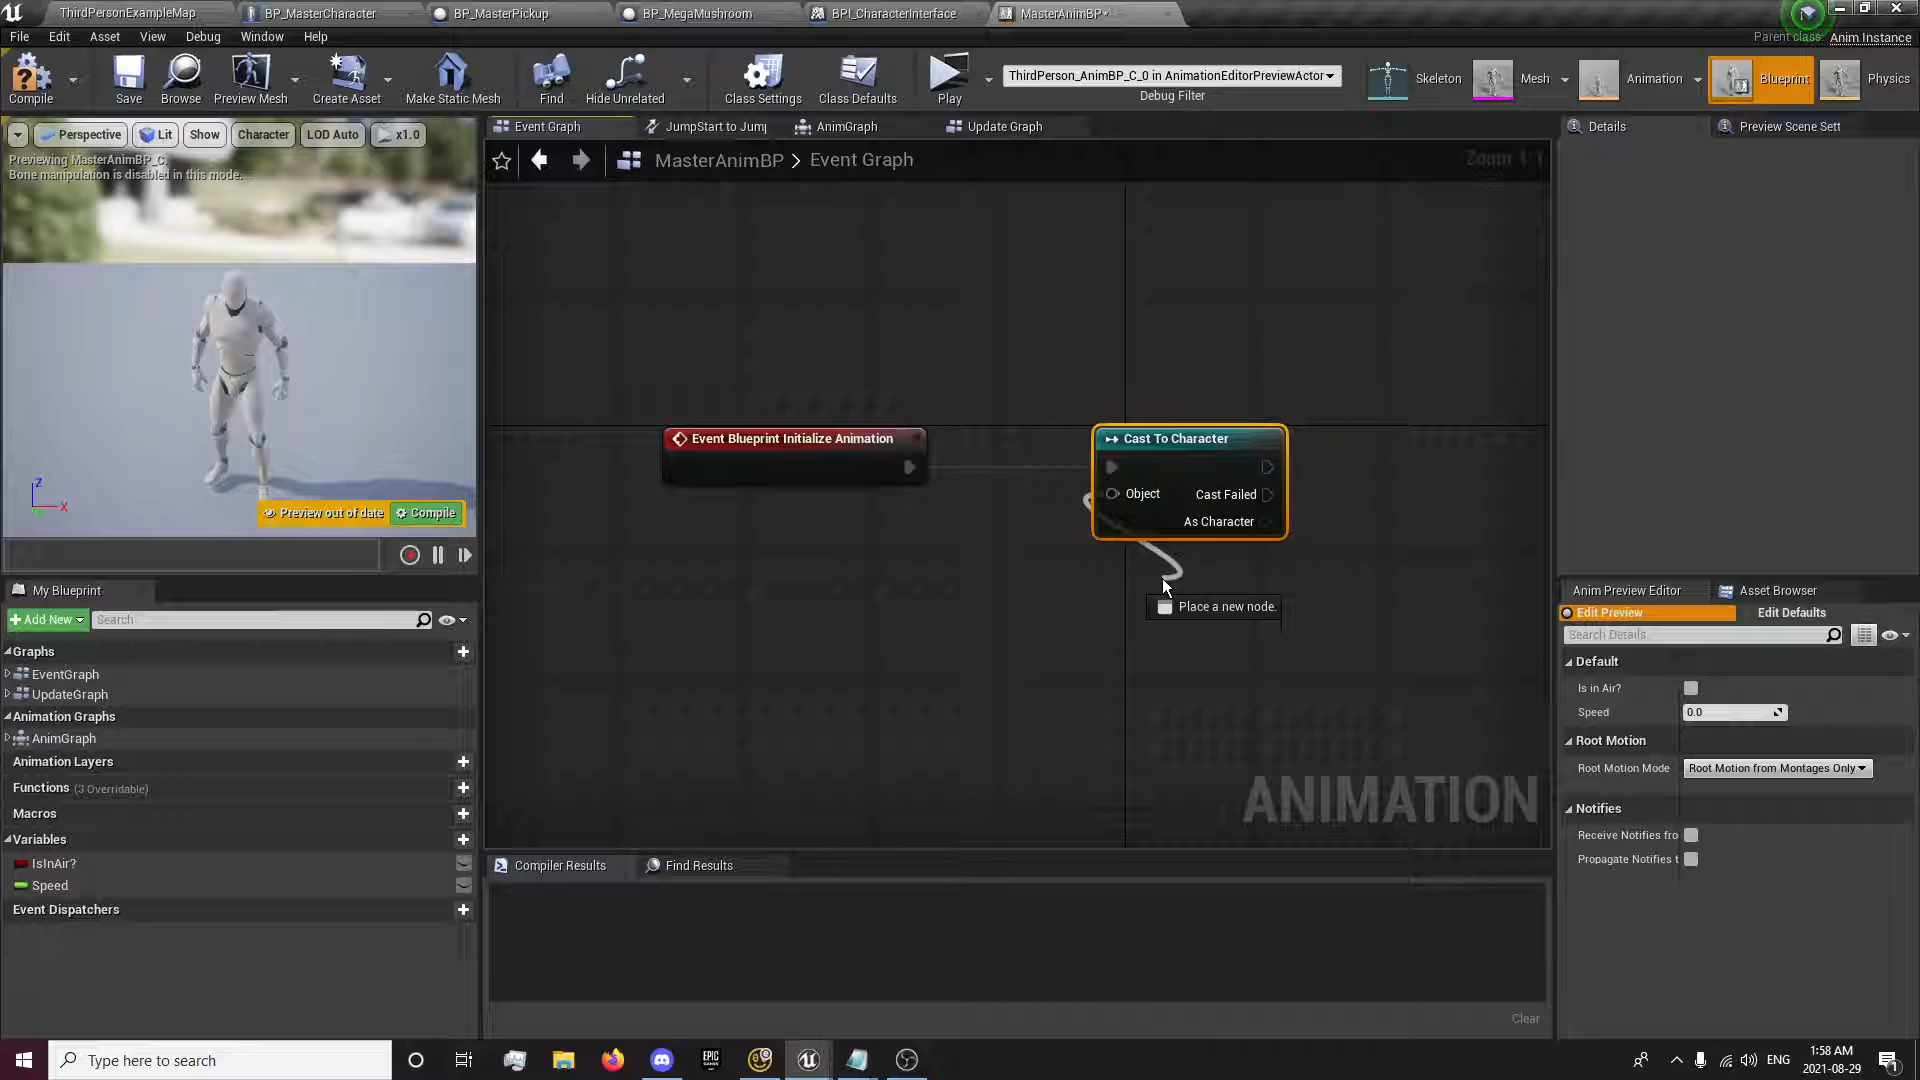 ThirdPersonExampleMap
BP_MasterCharacter
BP_MasterPickup
BP_MegaMushroom
BPI_CharacterInterface
MasterAnimBP*
File Edit Asset View Debug Window Help
Parent class: Anim Instance
Compile
Save
Browse
Preview Mesh
Create Asset
Make Static Mesh
Find
Hide Unrelated
Class Settings
Class Defaults
Play
ThirdPerson_AnimBP_C_0 in AnimationEditorPreviewActor
Debug Filter
Skeleton
Mesh
Animation
Blueprint
Physics
Perspective
Lit
Show
Character
LOD Auto
x1.0
Previewing MasterAnimBP_C.
Bone manipulation is disabled in this mode.
Z
X
Preview out of date
Compile
Event Graph
JumpStart to Jump
AnimGraph
Update Graph
MasterAnimBP > Event Graph
Event Blueprint Initialize Animation
Cast To Character
Object
Cast Failed
As Character
Place a new node.
ANIMATION
Details
Preview Scene Sett
My Blueprint
Add New
Search
Graphs
EventGraph
UpdateGraph
Animation Graphs
AnimGraph
Animation Layers
Functions (3 Overridable)
Macros
Variables
IsInAir?
Speed
Event Dispatchers
Compiler Results
Find Results
Clear
Anim Preview Editor
Asset Browser
Edit Preview
Edit Defaults
Search Details
Default
Is in Air?
Speed
0.0
Root Motion
Root Motion Mode
Root Motion from Montages Only
Notifies
Receive Notifies fro
Propagate Notifies t
Type here to search
EPIC
GAMES
ENG
1:58 AM
2021-08-29
1